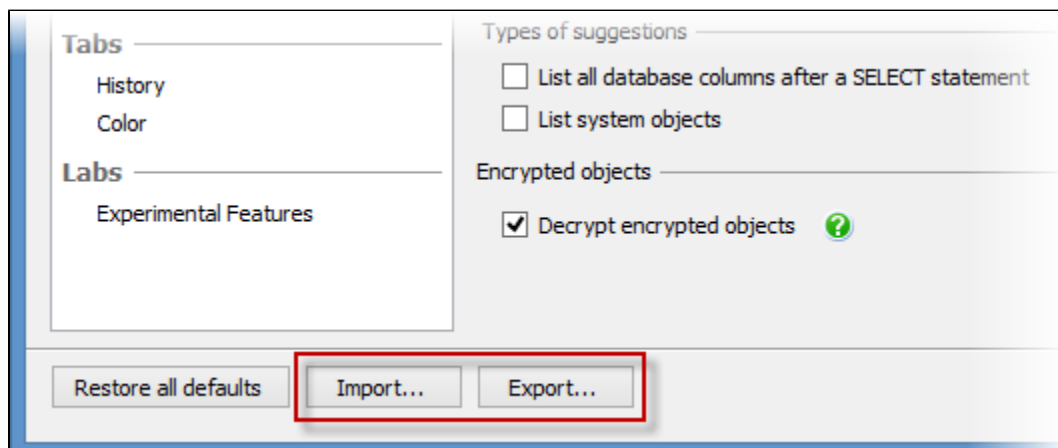 Tabs
History
Color
Labs
Experimental Features
Types of suggestions
List all database columns after a SELECT statement
List system objects
Encrypted objects
Decrypt encrypted objects ?
Restore all defaults
Import...
Export...